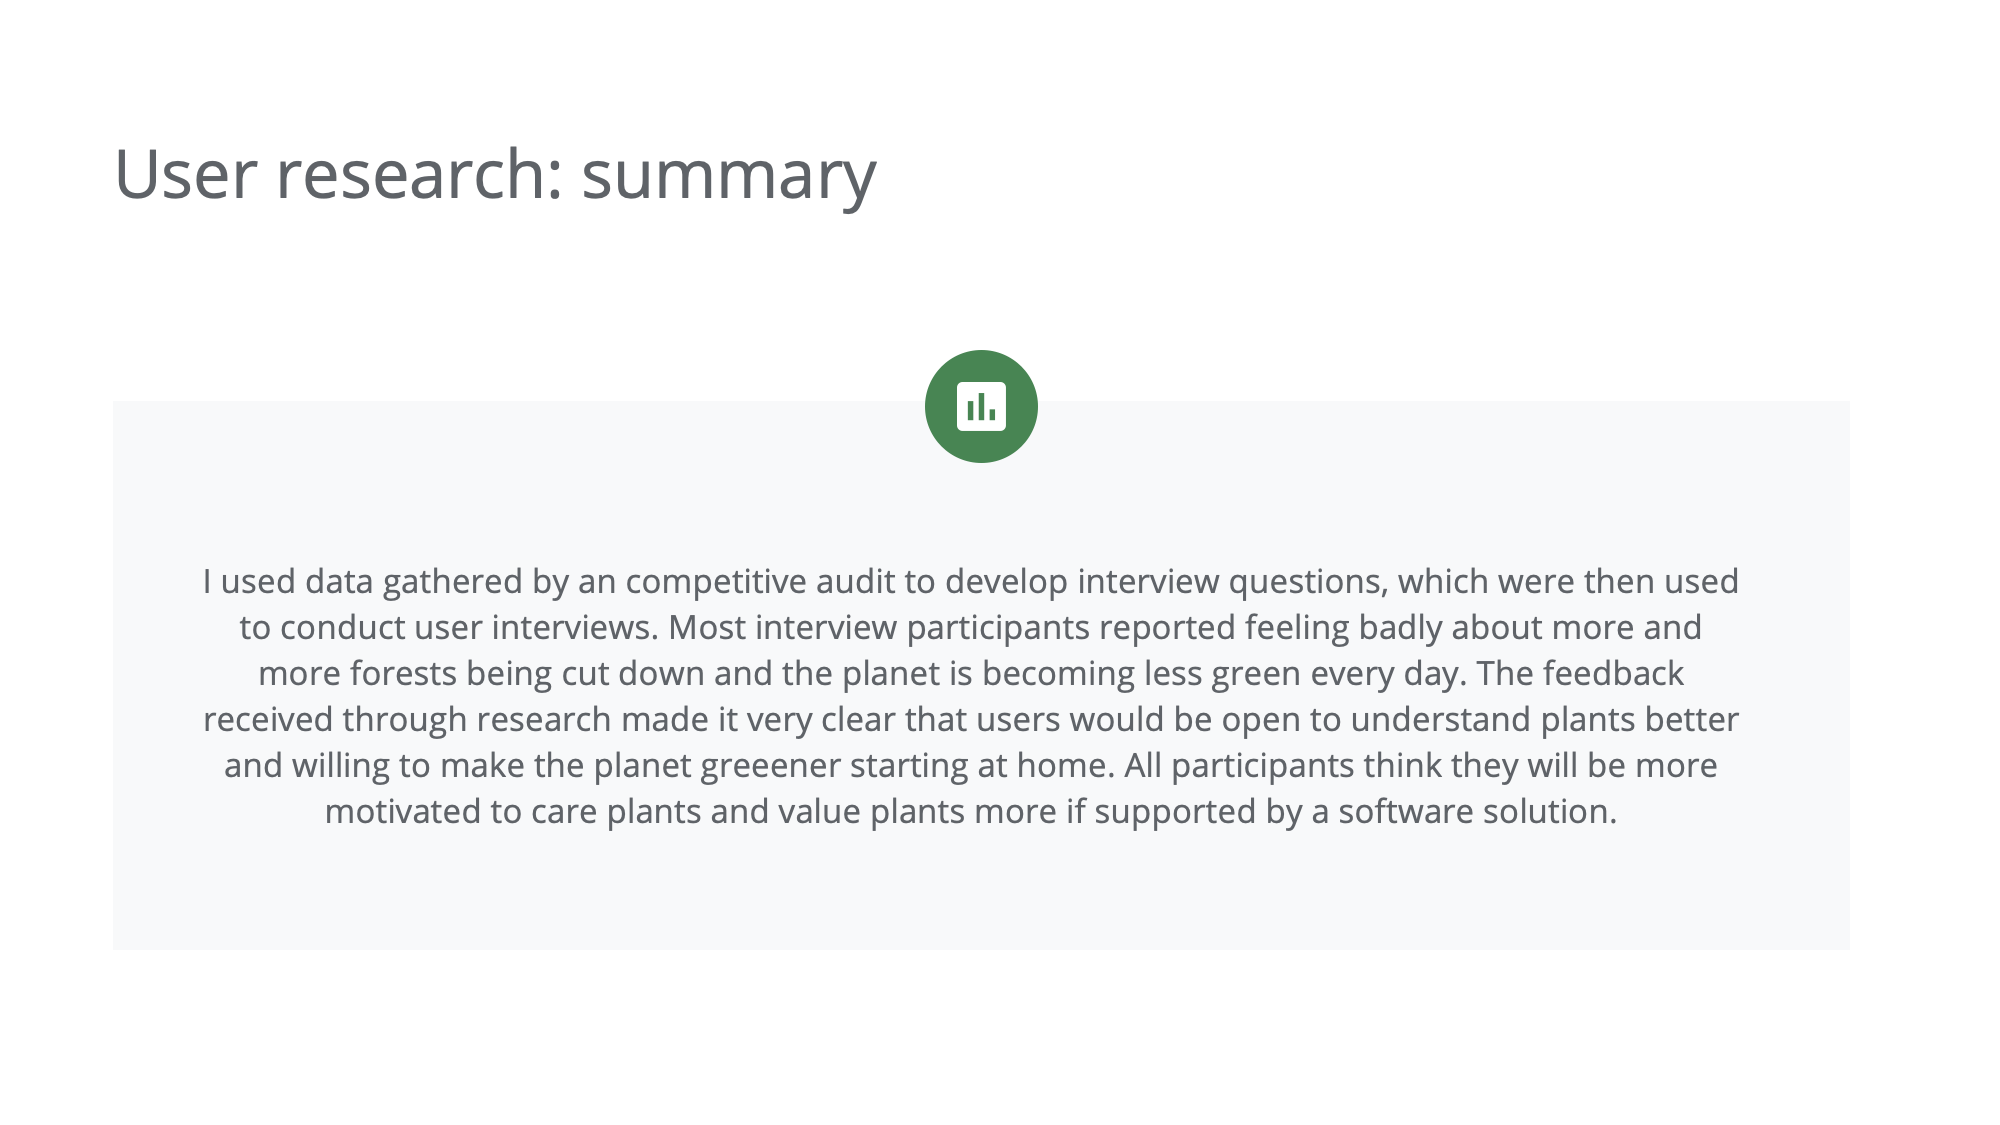 User research: summary
I used data gathered by an competitive audit to develop interview questions, which were then used
to conduct user interviews. Most interview participants reported feeling badly about more and
more forests being cut down and the planet is becoming less green every day. The feedback
received through research made it very clear that users would be open to understand plants better
and willing to make the planet greeener starting at home. All participants think they will be more
motivated to care plants and value plants more if supported by a software solution.